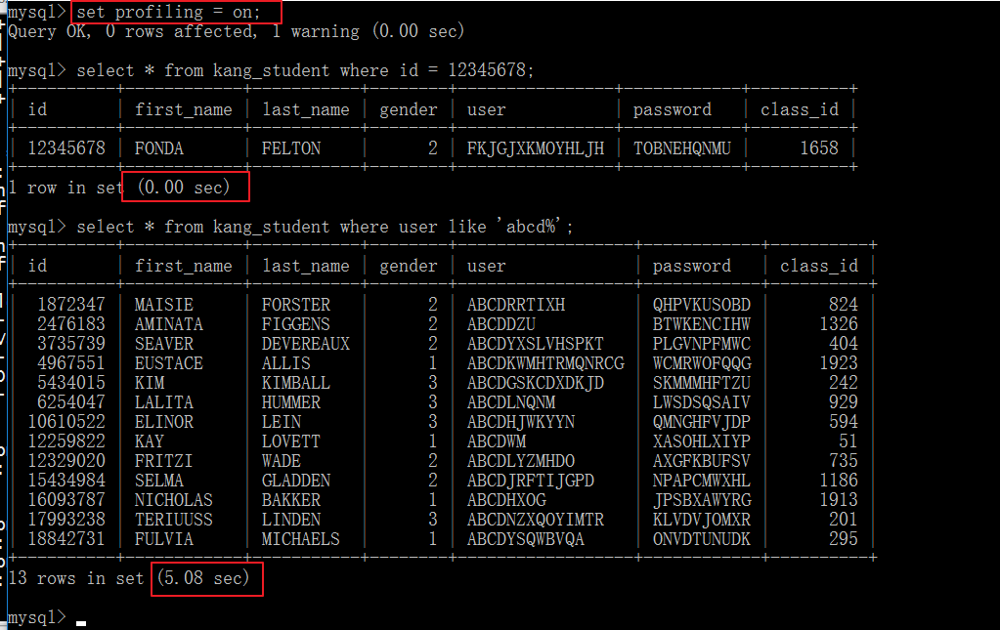 mysql> set profiling = on;
Query OK, 0 rows affected, 1 warning (0.00 sec)
mysql> select * from kang_student where id = 12345678;
| id | first_name | last_name | gender | user | password | class_id |
| 12345678 | FONDA | FELTON | 2 | FKJGJXKMOYHLJH | TOBNEHQNMU | 1658 |
1 row in set (0.00 sec)
mysql> select * from kang_student where user like 'abcd%';
| id | first_name | last_name | gender | user | password | class_id |
| 1872347 | MAISIE | FORSTER | 2 | ABCDRRTIXH | QHPVKUSOBD | 824 |
| 2476183 | AMINATA | FIGGENS | 2 | ABCDDZU | BTWKENCIHW | 1326 |
| 3735739 | SEAVER | DEVEREAUX | 2 | ABCDYXSLVHSPKT | PLGVNPFMWC | 404 |
| 4967551 | EUSTACE | ALLIS | 1 | ABCDKWMHTRMQNRCG | WCMRWOFQQG | 1923 |
| 5434015 | KIM | KIMBALL | 3 | ABCDGSKCDXDKJD | SKMMMHFTZU | 242 |
| 6254047 | LALITA | HUMMER | 3 | ABCDLNQNM | LWSDSQSAIV | 929 |
| 10610522 | ELINOR | LEIN | 3 | ABCDHJWKYYN | QMNGHFVJDP | 594 |
| 12259822 | KAY | LOVETT | 1 | ABCDWM | XASOHLXIYP | 51 |
| 12329020 | FRITZI | WADE | 2 | ABCDLYZMHDO | AXGFKBUFSV | 735 |
| 15434984 | SELMA | GLADDEN | 2 | ABCDJRFTIJGPD | NPAPCMWXHL | 1186 |
| 16093787 | NICHOLAS | BAKKER | 1 | ABCDHXOG | JPSBXAWYRG | 1913 |
| 17993238 | TERIUUSS | LINDEN | 3 | ABCDNZXQOYIMTR | KLVDVJOMXR | 201 |
| 18842731 | FULVIA | MICHAELS | 1 | ABCDYSQWBVQA | ONVDTUNUDK | 295 |
13 rows in set (5.08 sec)
mysql>